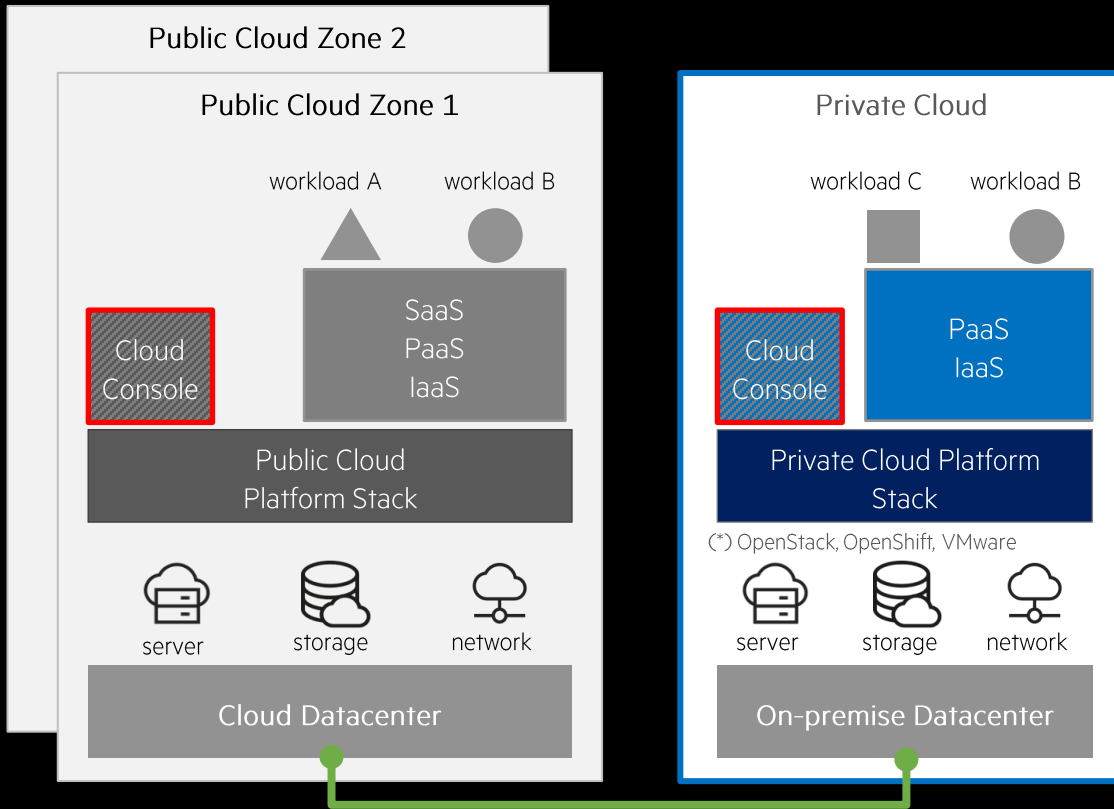 Public Cloud Zone 2
Public Cloud Zone 1
workload A
workload B
SaaS
PaaS
IaaS
Cloud
Console
Public Cloud
Platform Stack
server
storage
network
Cloud Datacenter
Private Cloud
workload C
workload B
PaaS
IaaS
Cloud
Console
Private Cloud Platform
Stack
(*) OpenStack, OpenShift, VMware
server
storage
network
On-premise Datacenter